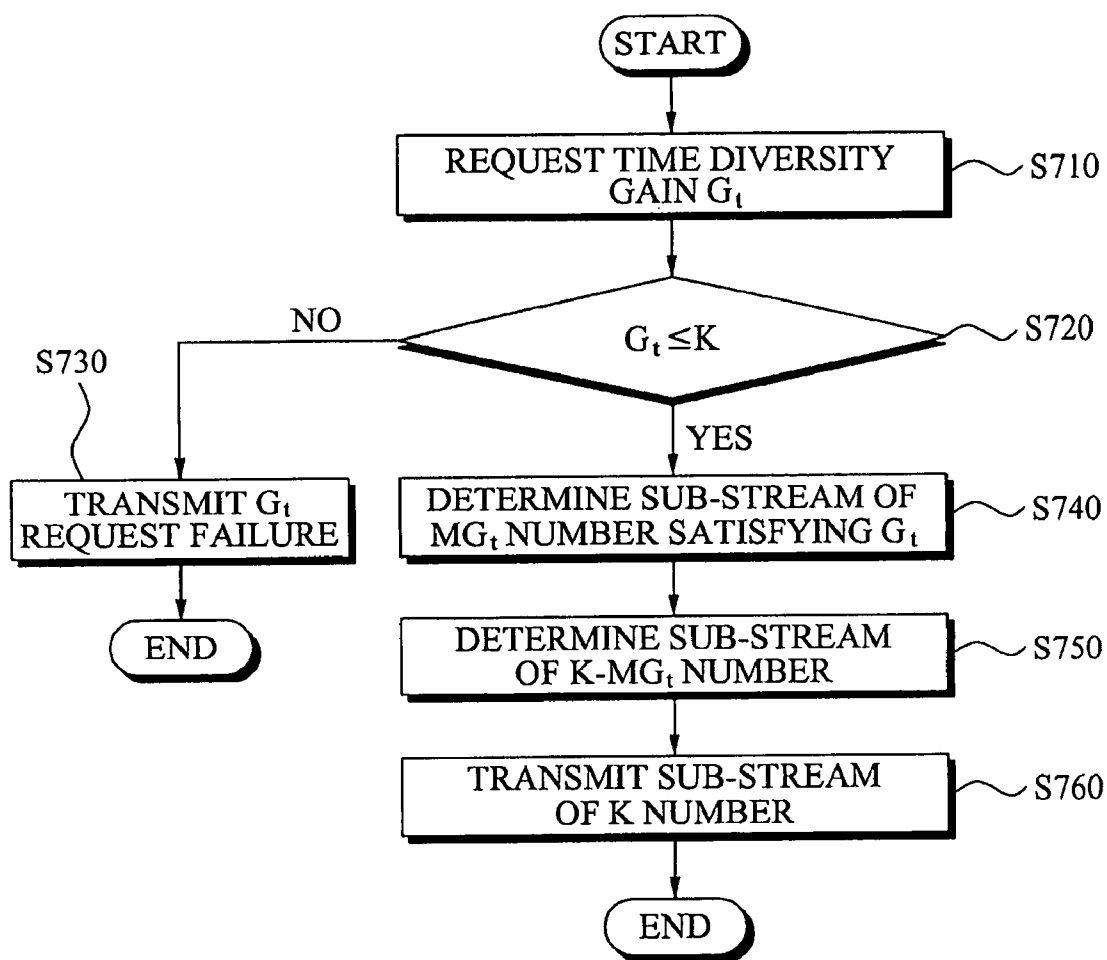 START
REQUEST TIME DIVERSITY
GAIN Gt
S710
Gt ≤K
S720
NO
YES
S730
TRANSMIT Gt
REQUEST FAILURE
END
DETERMINE SUB-STREAM OF
MGt NUMBER SATISFYING Gt
S740
DETERMINE SUB-STREAM
OF K-MGt NUMBER
S750
TRANSMIT SUB-STREAM
OF K NUMBER
S760
END